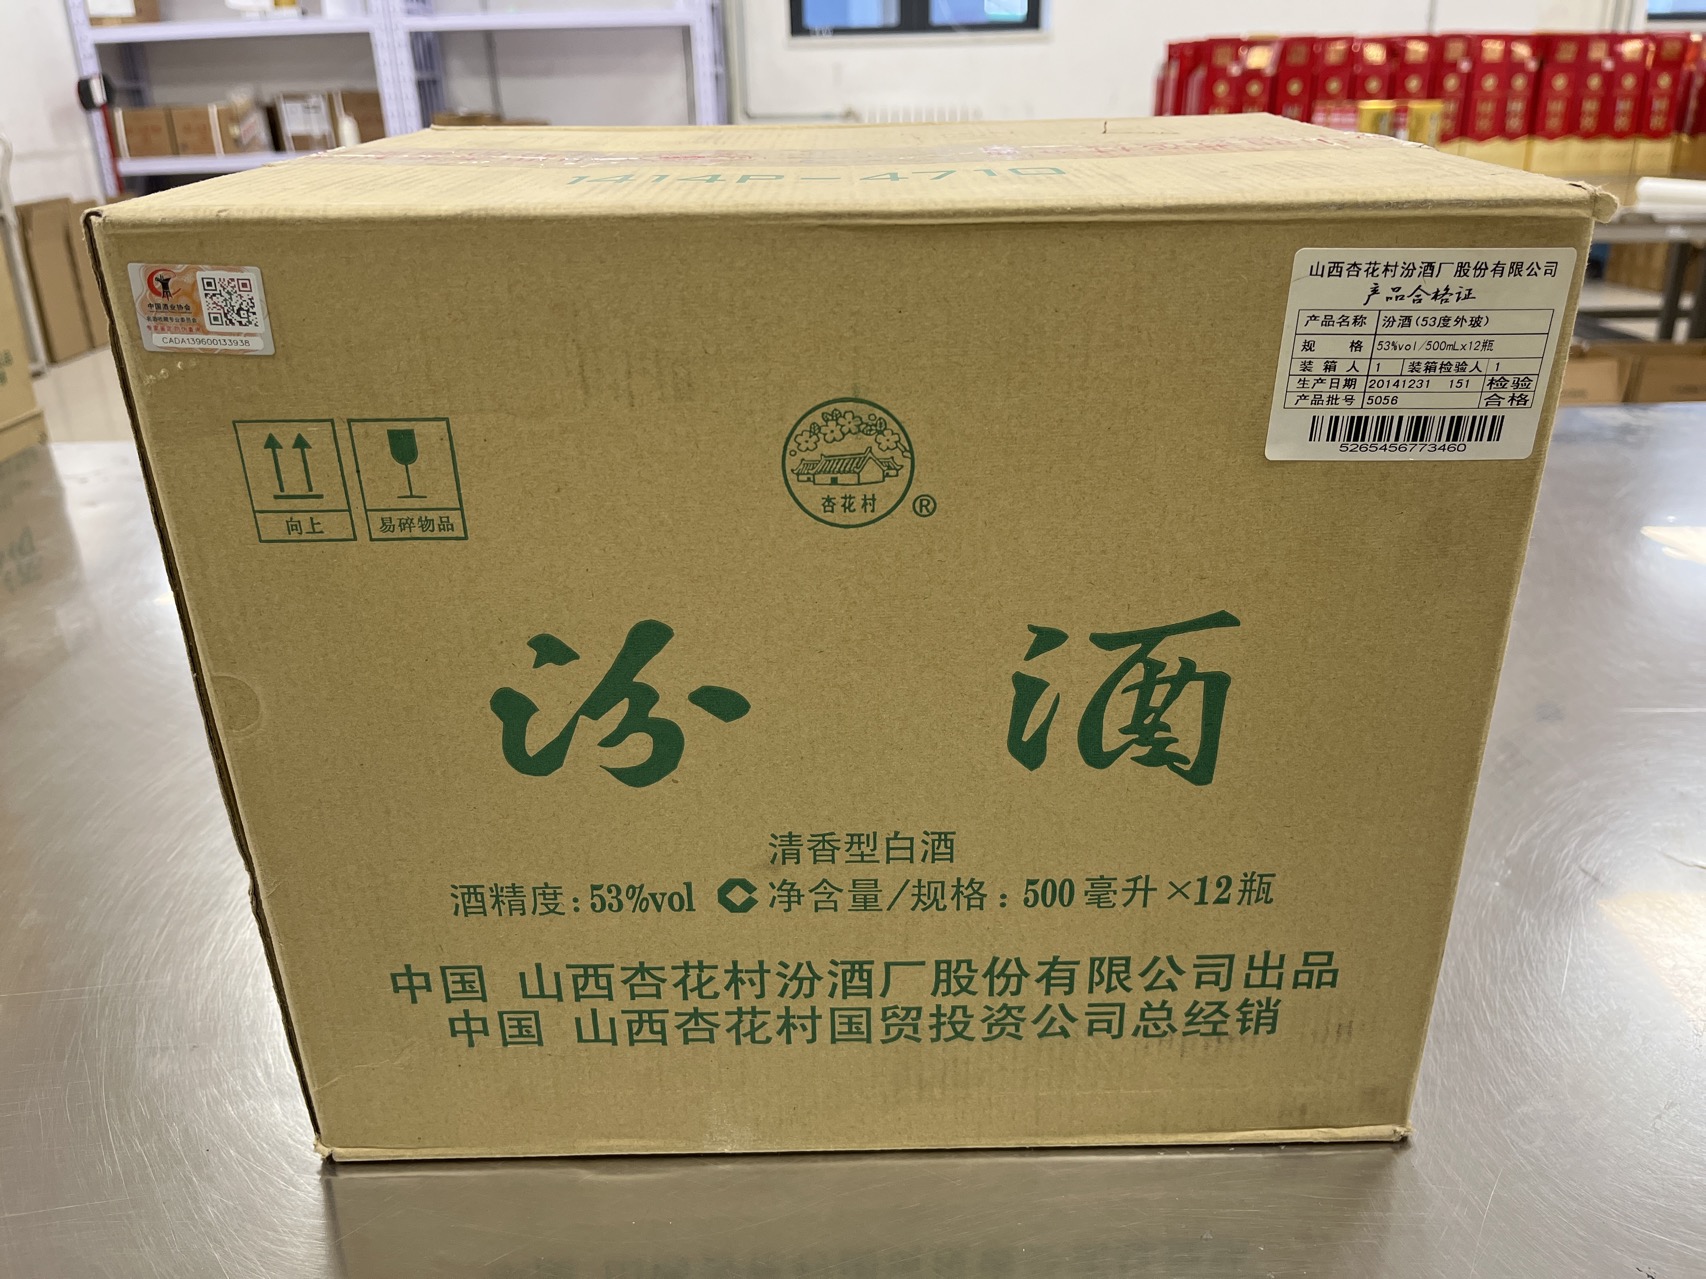 1414P-471D
中国酒业协会
CADA139600133938
山西杏花村汾酒厂股份有限公司
产品合格证
产品名称 汾酒(53度外玻)
规 格 53%vol/500mLx12瓶
装箱人 1 装箱检验人 1
生产日期 20141231 151 检验
产品批号 5056 合格
5265456773460
向上 易碎物品
杏花村 ®
汾酒
清香型白酒
酒精度:53%vol 净含量/规格:500毫升×12瓶
中国 山西杏花村汾酒厂股份有限公司出品
中国 山西杏花村国贸投资公司总经销